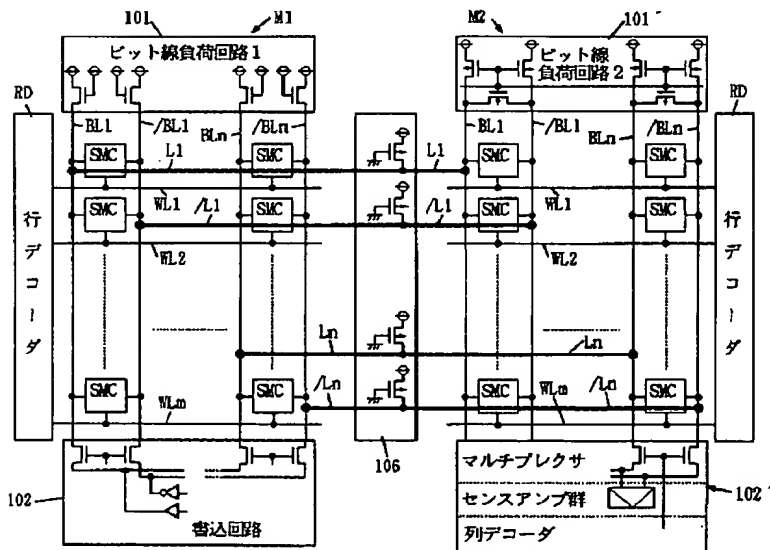 101 M1 M2 101
ビット線負荷回路1
ビット線
負荷回路2
RD RD
BL1 /BL1 BLn /BLn BL1 /BL1 BLn /BLn
SMC SMC SMC SMC
L1 L1
WL1 WL1
SMC SMC SMC SMC
/L1 /L1
WL2 WL2
行デコーダ 行デコーダ
Ln Ln
SMC SMC SMC SMC
WLm WLm /Ln
/Ln
106
マルチプレクサ
102 センスアンプ群 102'
書込回路
列デコーダ